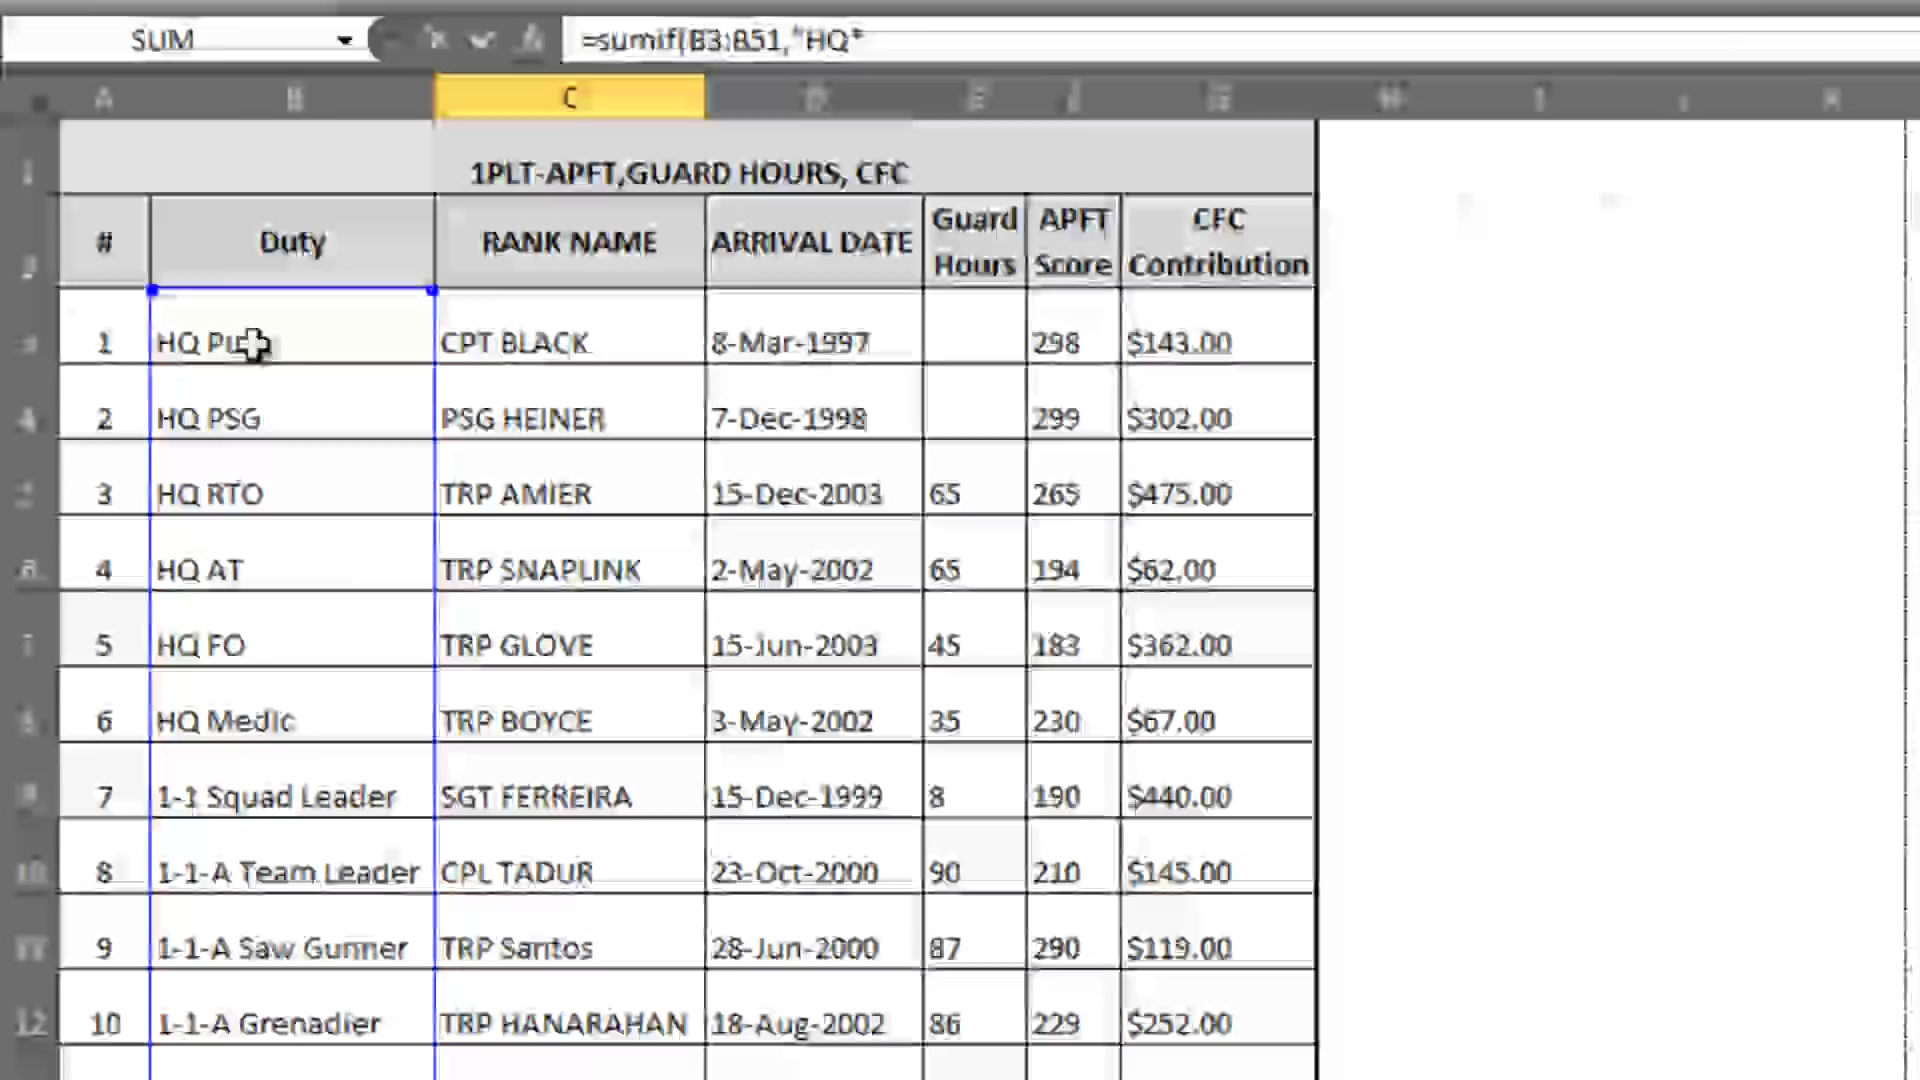 SUM =sumif(B3:B51,"HQ*
A B C D E F G H
1PLT-APFT,GUARD HOURS, CFC
# Duty RANK NAME ARRIVAL DATE Guard Hours APFT Score CFC Contribution
1 HQ CPT BLACK 8-Mar-1997 298 $143.00
2 HQ PSG PSG HEINER 7-Dec-1998 299 $302.00
3 HQ RTO TRP AMIER 15-Dec-2003 65 265 $475.00
4 HQ AT TRP SNAPLINK 2-May-2002 65 194 $62.00
5 HQ FO TRP GLOVE 15-Jun-2003 45 183 $362.00
6 HQ Medic TRP BOYCE 3-May-2002 35 230 $67.00
7 1-1 Squad Leader SGT FERREIRA 15-Dec-1999 8 190 $440.00
10 8 1-1-A Team Leader CPL TADUR 23-Oct-2000 90 210 $145.00
11 9 1-1-A Saw Gunner TRP Santos 28-Jun-2000 87 290 $119.00
12 10 1-1-A Grenadier TRP HANARAHAN 18-Aug-2002 86 229 $252.00